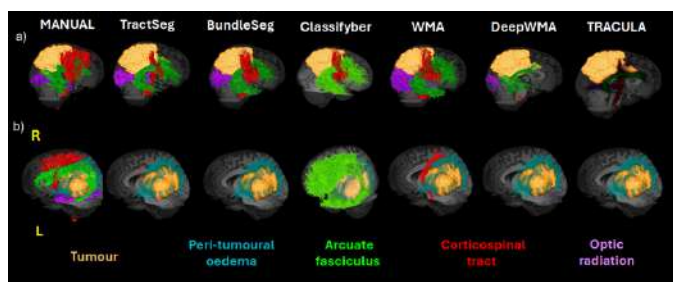 MANUAL TractSeg BundleSeg Classifyber WMA DeepWMA TRACULA
a)
b)
R
L
Tumour
Peri-tumoural oedema
Arcuate fasciculus
Corticospinal tract
Optic radiation